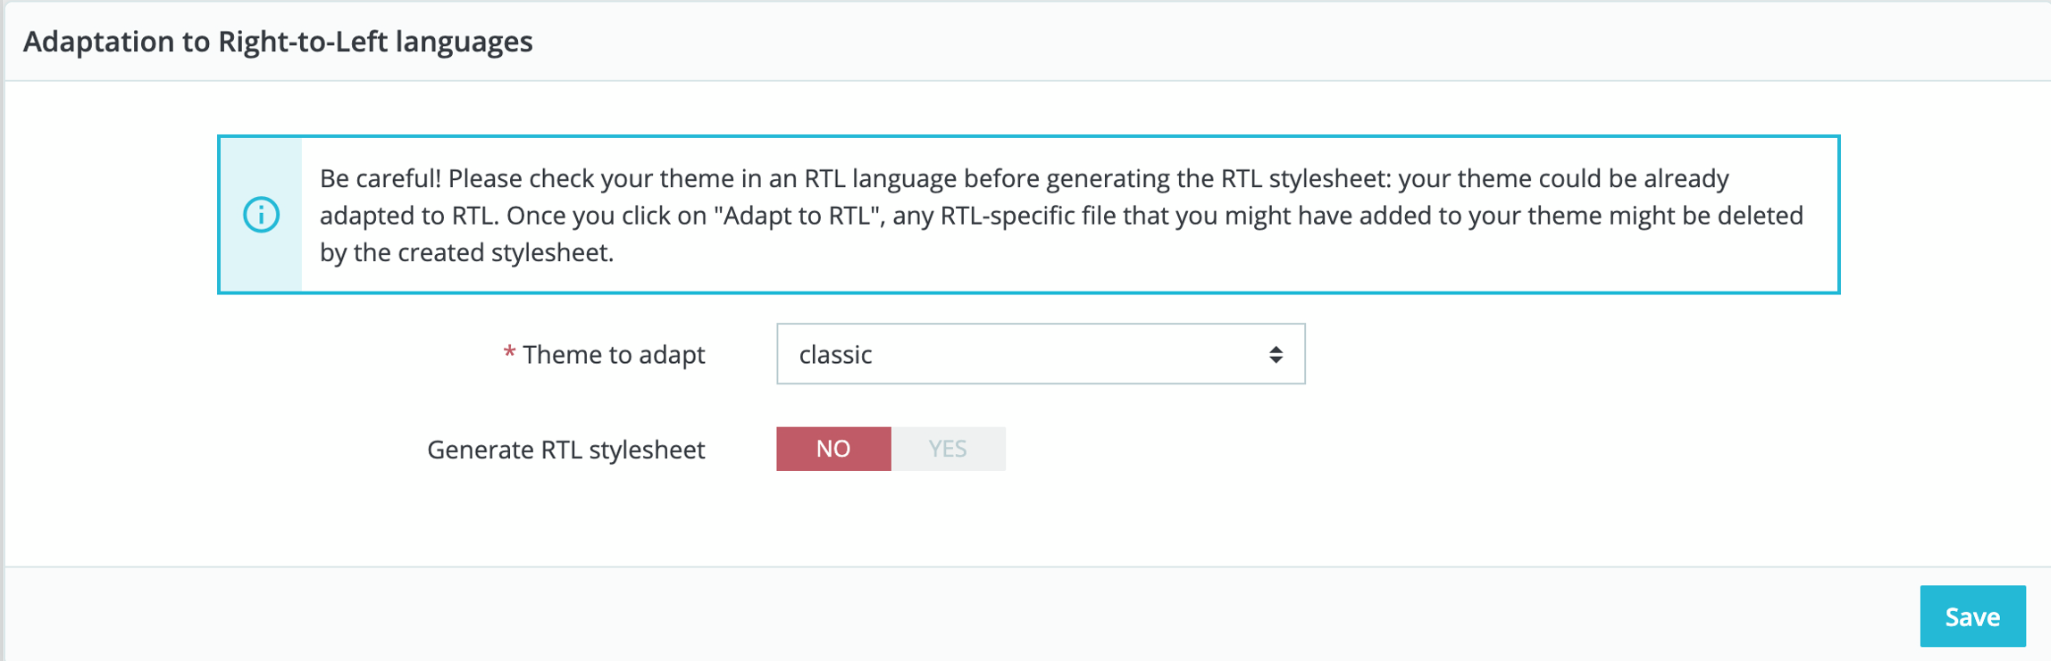 Adaptation to Right-to-Left languages
Be careful! Please check your theme in an RTL language before generating the RTL stylesheet: your theme could be already
adapted to RTL. Once you click on "Adapt to RTL", any RTL-specific file that you might have added to your theme might be deleted
by the created stylesheet.
* Theme to adapt
classic
Generate RTL stylesheet
NO YES
Save